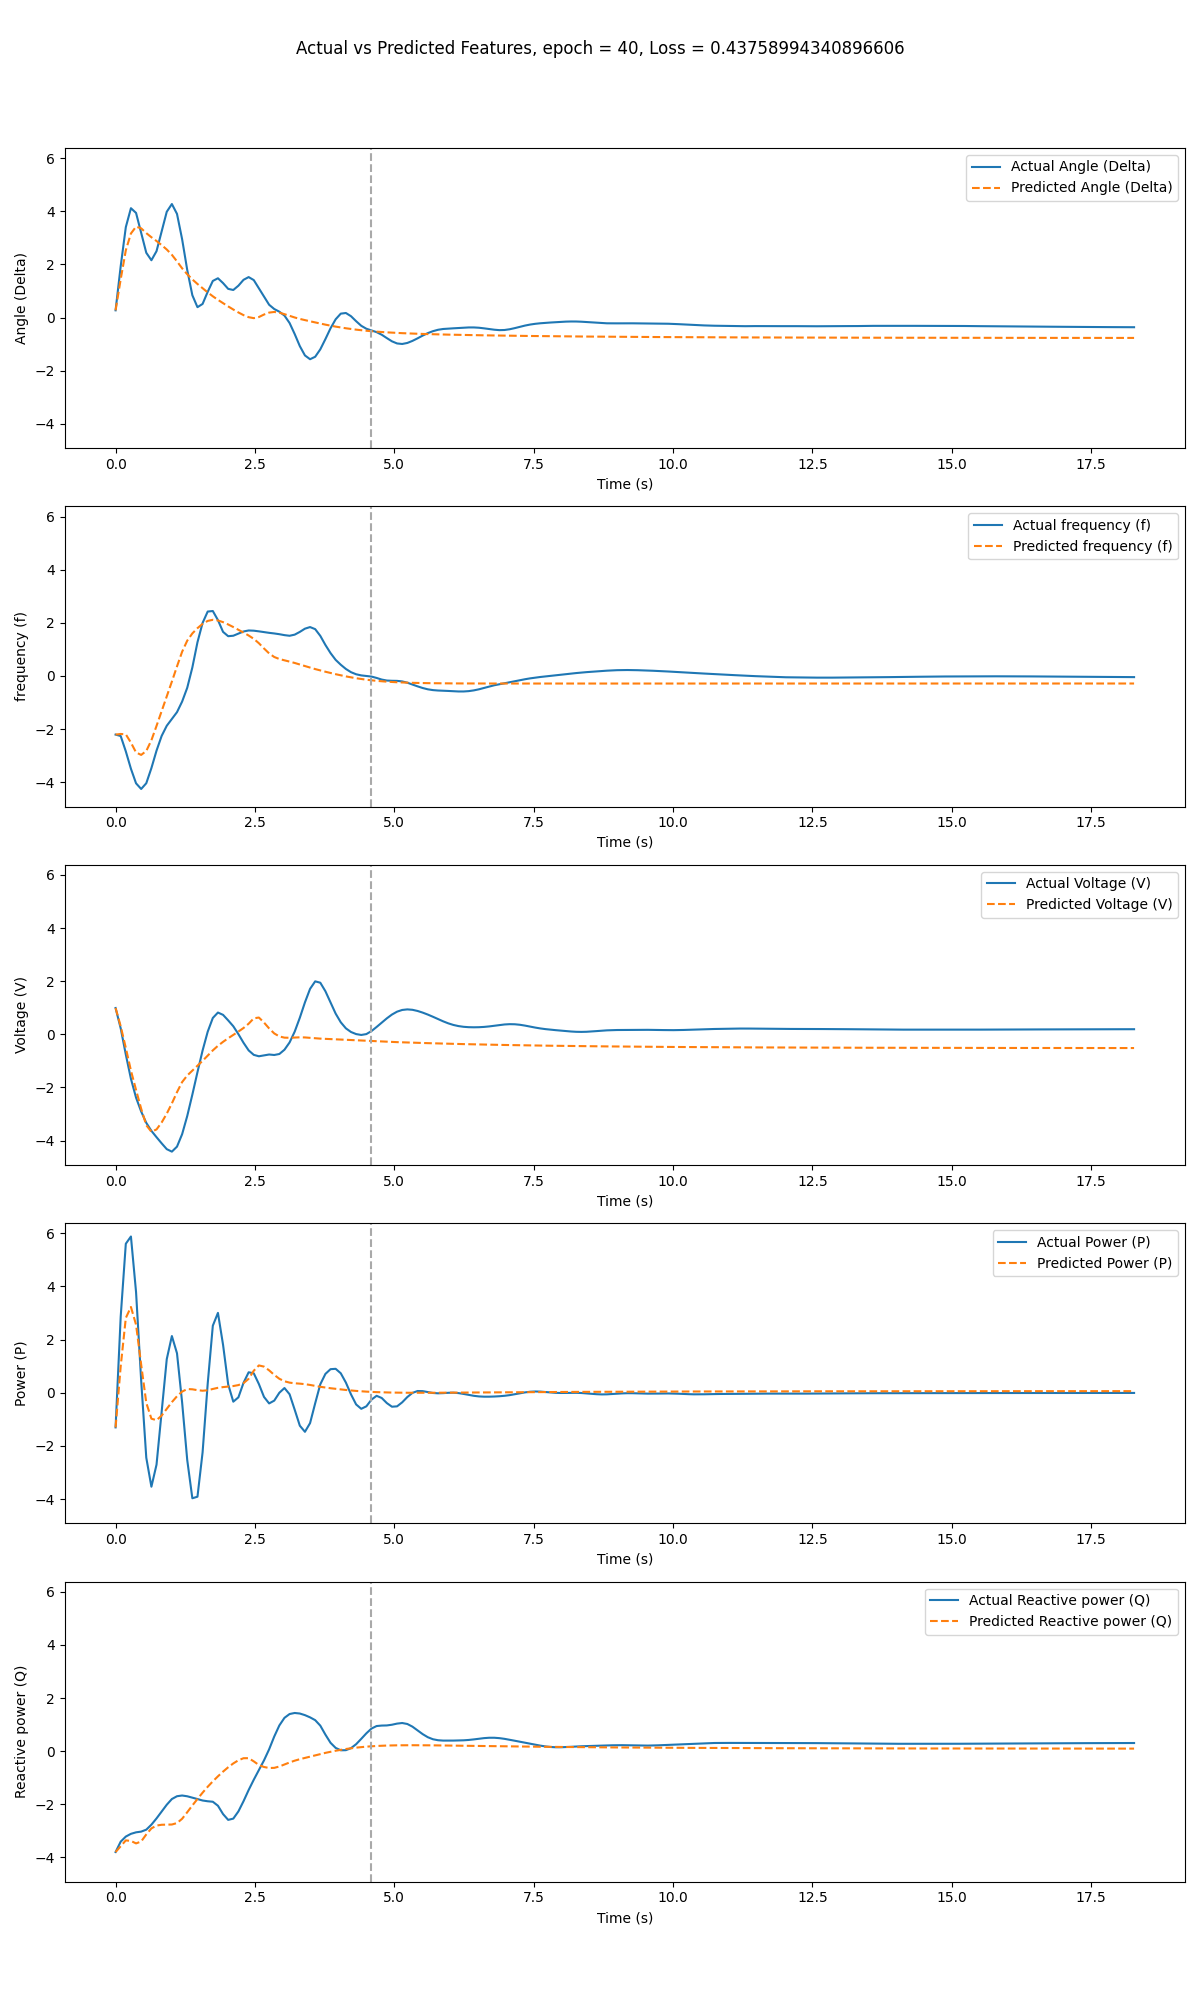 Actual vs Predicted Features, epoch = 40, Loss = 0.43758994340896606
6
4
2
0
−2
−4
Angle (Delta)
Actual Angle (Delta)
Predicted Angle (Delta)
0.0 2.5 5.0 7.5 10.0 12.5 15.0 17.5
Time (s)
6
4
2
0
−2
−4
frequency (f)
Actual frequency (f)
Predicted frequency (f)
0.0 2.5 5.0 7.5 10.0 12.5 15.0 17.5
Time (s)
6
4
2
0
−2
−4
Voltage (V)
Actual Voltage (V)
Predicted Voltage (V)
0.0 2.5 5.0 7.5 10.0 12.5 15.0 17.5
Time (s)
6
4
2
0
−2
−4
Power (P)
Actual Power (P)
Predicted Power (P)
0.0 2.5 5.0 7.5 10.0 12.5 15.0 17.5
Time (s)
6
4
2
0
−2
−4
Reactive power (Q)
Actual Reactive power (Q)
Predicted Reactive power (Q)
0.0 2.5 5.0 7.5 10.0 12.5 15.0 17.5
Time (s)